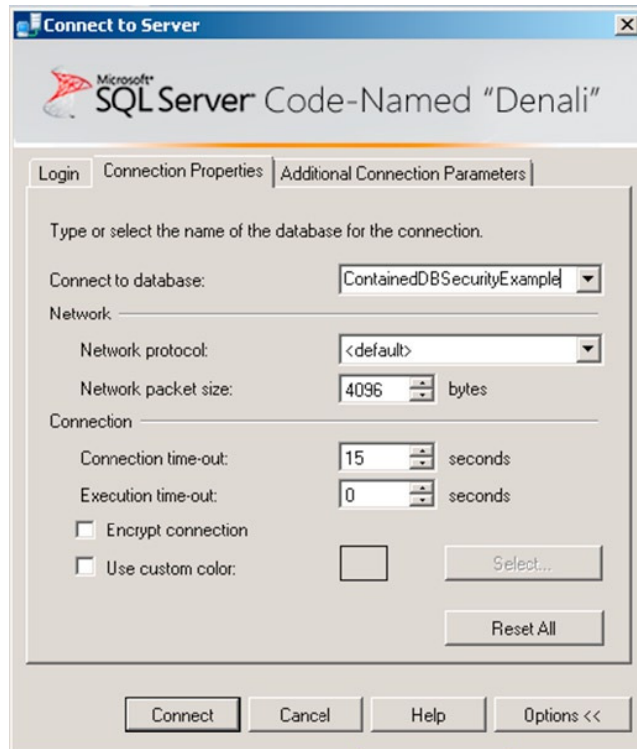 Connect to Server
Microsoft®
SQL Server Code-Named "Denali"
Login Connection Properties Additional Connection Parameters
Type or select the name of the database for the connection.
Connect to database: ContainedDBSecurityExample
Network
Network protocol: <default>
Network packet size: 4096 bytes
Connection
Connection time-out: 15 seconds
Execution time-out: 0 seconds
Encrypt connection
Use custom color: Select...
Reset All
Connect Cancel Help Options <<